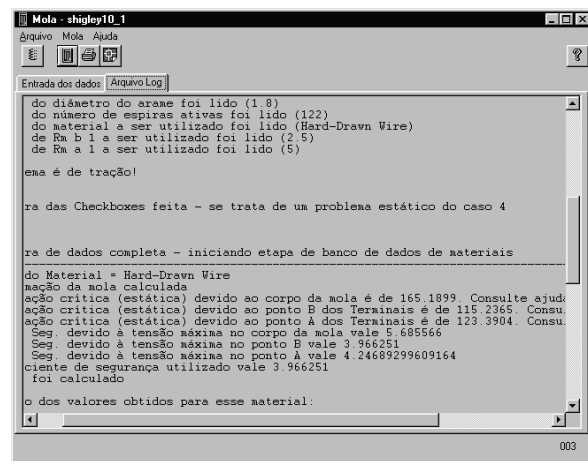 Mola - shigley10_1
Arquivo Mola Ajuda
Entrada dos dados Arquivo Log
do diâmetro do arame foi lido (1.8)
do número de espiras ativas foi lido (122)
do material a ser utilizado foi lido (Hard-Drawn Wire)
de Rm b 1 a ser utilizado foi lido (2.5)
de Rm a 1 a ser utilizado foi lido (5)
ema é de tração!
ra das Checkboxes feita - se trata de um problema estático do caso 4
ra de dados completa - iniciando etapa de banco de dados de materiais
do Material = Hard-Drawn Wire
mação da mola calculada
ação crítica (estática) devido ao corpo da mola é de 165.1899. Consulte ajuda
ação crítica (estática) devido ao ponto B dos Terminais é de 115.2365. Consu.
ação crítica (estática) devido ao ponto A dos Terminais é de 123.3904. Consu.
Seg. devido à tensão máxima no corpo da mola vale 5.685566
Seg. devido à tensão máxima no ponto B vale 3.966251
Seg. devido à tensão máxima no ponto A vale 4.24689299609164
ciente de segurança utilizado vale 3.966251
foi calculado
o dos valores obtidos para esse material:
003